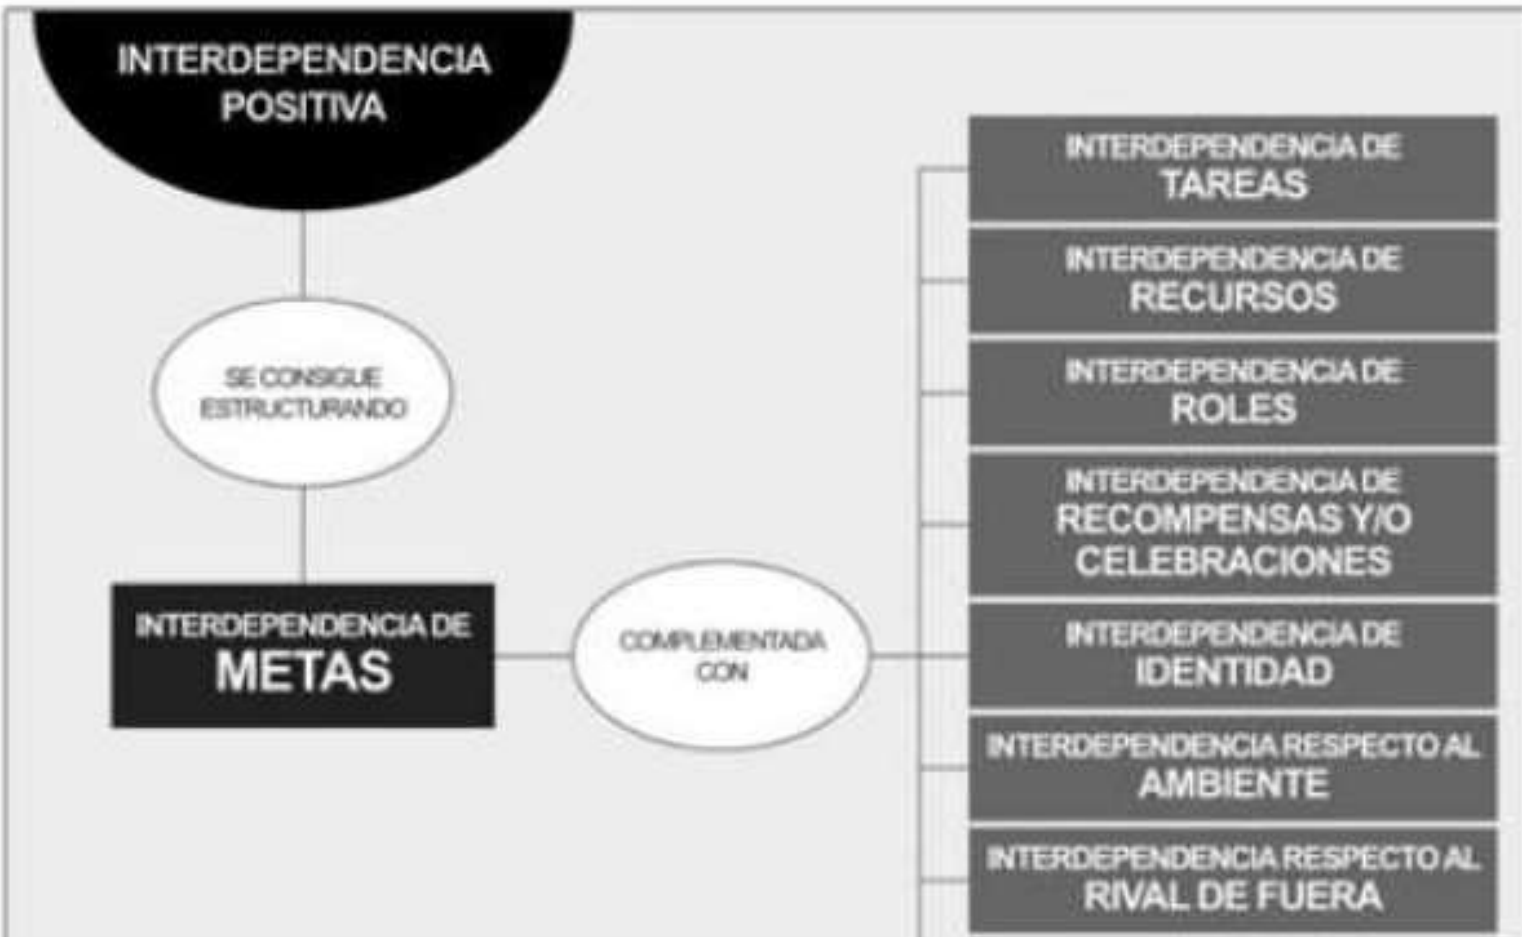 INTERDEPENDENCIA
POSITIVA
SE CONSIGUE
ESTRUCTURANDO
INTERDEPENDENCIA DE
METAS
COMPLEMENTADA
CON
INTERDEPENDENCIA DE
TAREAS
INTERDEPENDENCIA DE
RECURSOS
INTERDEPENDENCIA DE
ROLES
INTERDEPENDENCIA DE
RECOMPENSAS Y/O
CELEBRACIONES
INTERDEPENDENCIA DE
IDENTIDAD
INTERDEPENDENCIA RESPECTO AL
AMBIENTE
INTERDEPENDENCIA RESPECTO AL
RIVAL DE FUERA